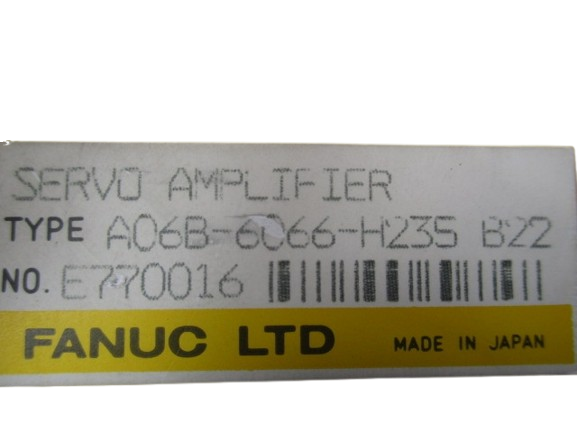 SERVO AMPLIFIER
TYPE A06B-6066-H235 B22
NO. E770016
FANUC LTD MADE IN JAPAN